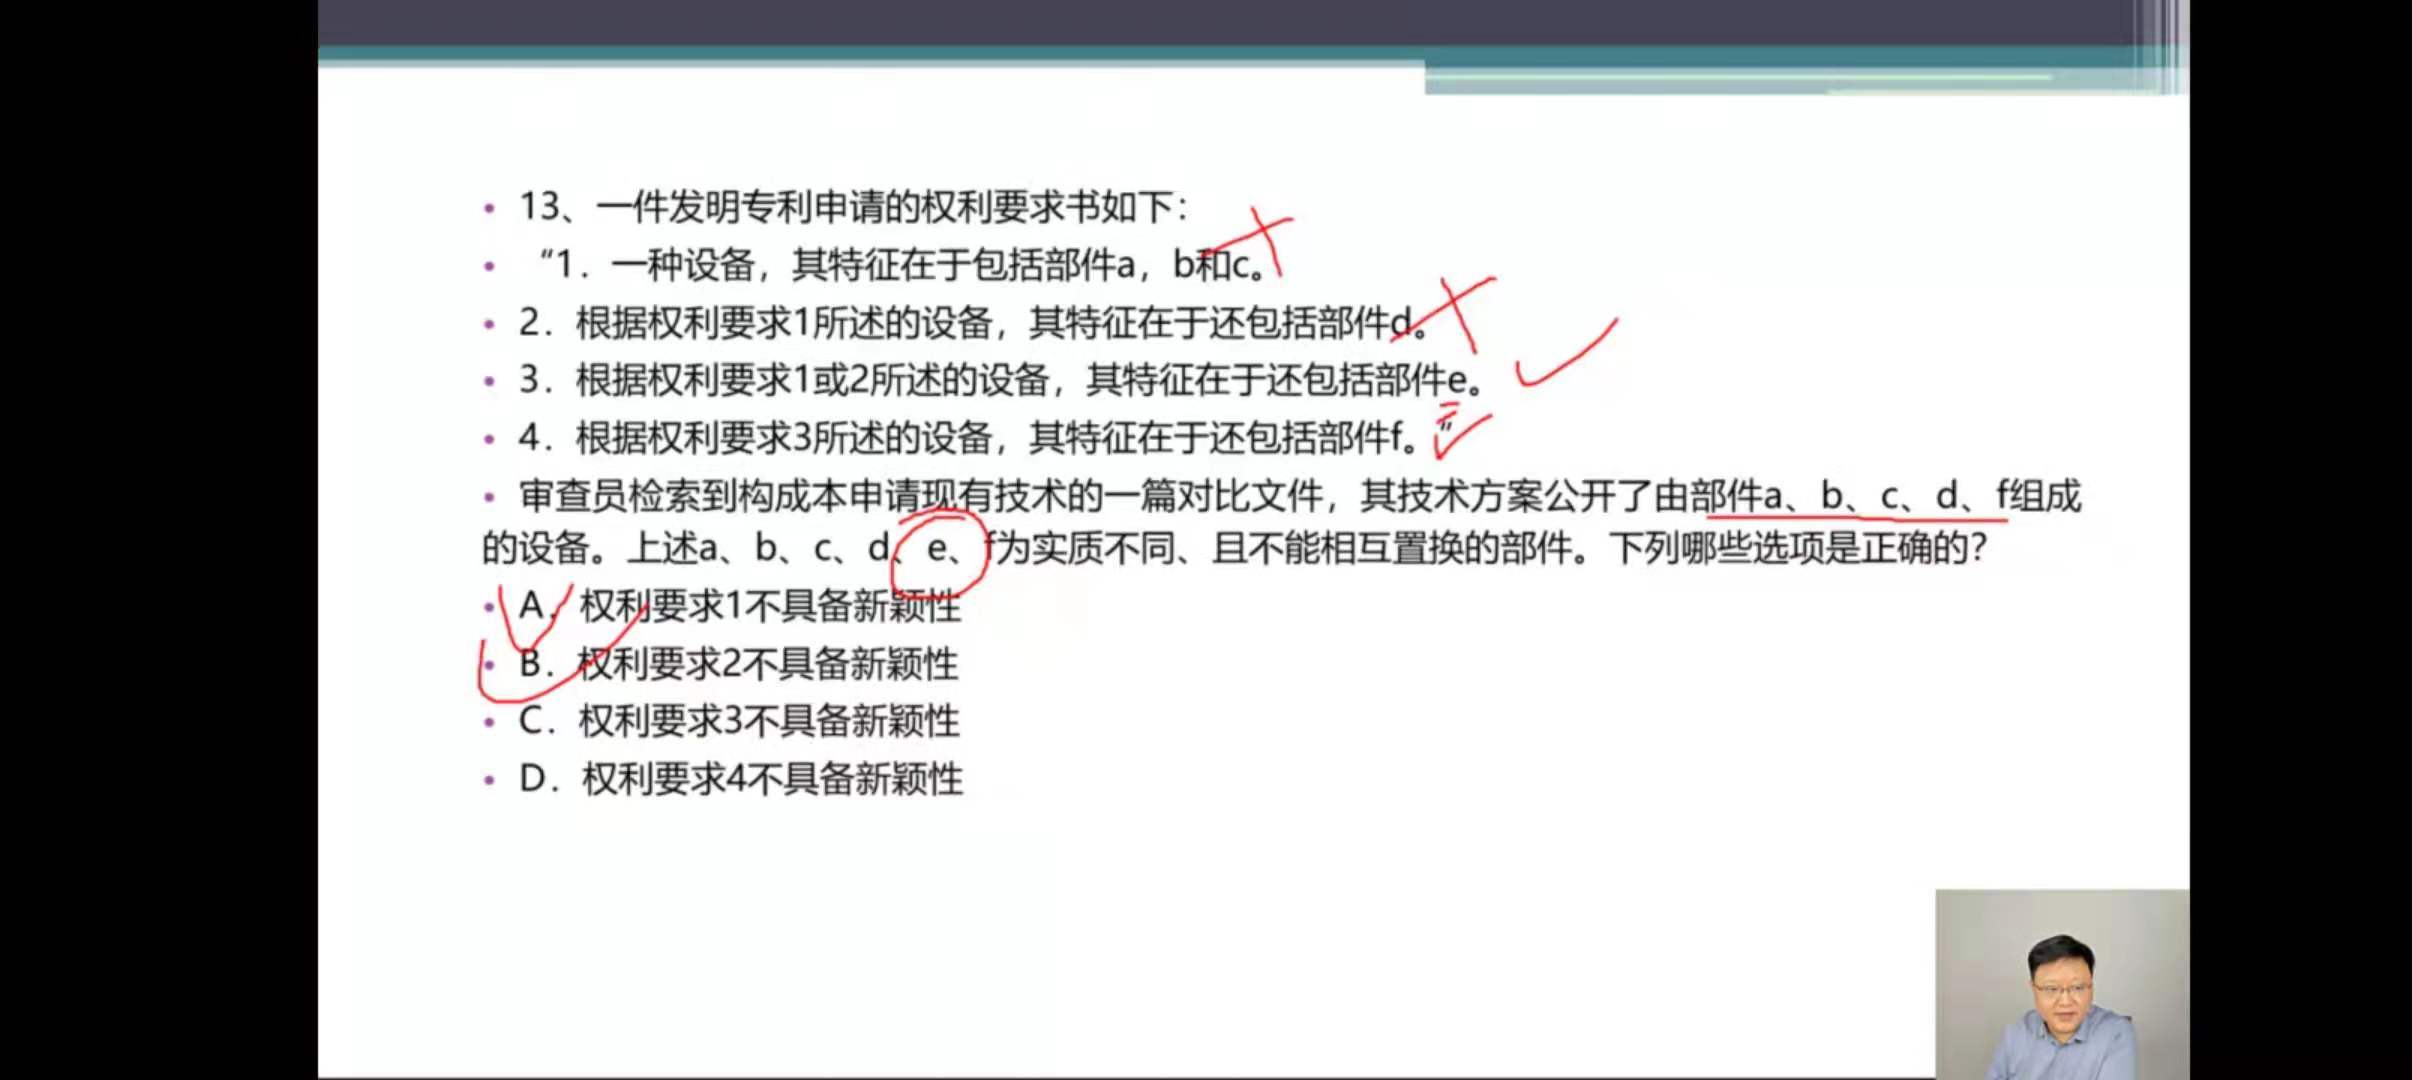 13、一件发明专利申请的权利要求书如下：
“1．一种设备，其特征在于包括部件a，b和c。
2．根据权利要求1所述的设备，其特征在于还包括部件d。
3．根据权利要求1或2所述的设备，其特征在于还包括部件e。
4．根据权利要求3所述的设备，其特征在于还包括部件f。”
审查员检索到构成本申请现有技术的一篇对比文件，其技术方案公开了由部件a、b、c、d、f组成
的设备。上述a、b、c、d、e、f为实质不同、且不能相互置换的部件。下列哪些选项是正确的？
A．权利要求1不具备新颖性
B．权利要求2不具备新颖性
C．权利要求3不具备新颖性
D．权利要求4不具备新颖性